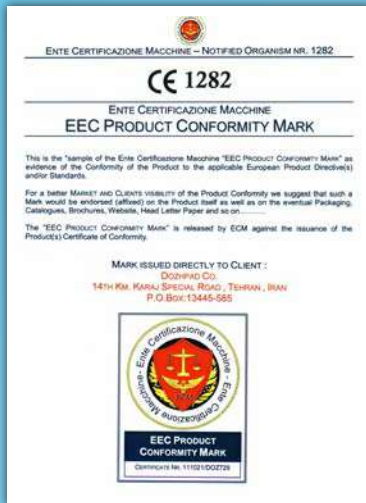 ENTE CERTIFICAZIONE MACCHINE – NOTIFIED ORGANISM NR. 1282
CE 1282
ENTE CERTIFICAZIONE MACCHINE
EEC PRODUCT CONFORMITY MARK
This is the "sample of the Ente Certificazione Macchine "EEC PRODUCT CONFORMITY MARK" as
evidence of the Conformity of the Product to the applicable European Product Directive(s)
and/or Standards.
For a better MARKET AND CLIENTS VISIBILITY of the Product Conformity we suggest that such a
Mark would be endorsed (affixed) on the Product itself as well as on the eventual Packaging,
Catalogues, Brochures, Website, Head Letter Paper and so on..........
The "EEC PRODUCT CONFORMITY MARK" is released by ECM against the issuance of the
Product(s) Certificate of Conformity.
MARK ISSUED DIRECTLY TO CLIENT :
DOZHPAD CO.
14TH KM. KARAJ SPECIAL ROAD , TEHRAN , IRAN
P.O.BOX:13445-585
Ente Certificazione Macchine - Ente Certificazione Macchine -
ECM
EEC PRODUCT
CONFORMITY MARK
CERTIFICATE NR. 111021/DOZ729